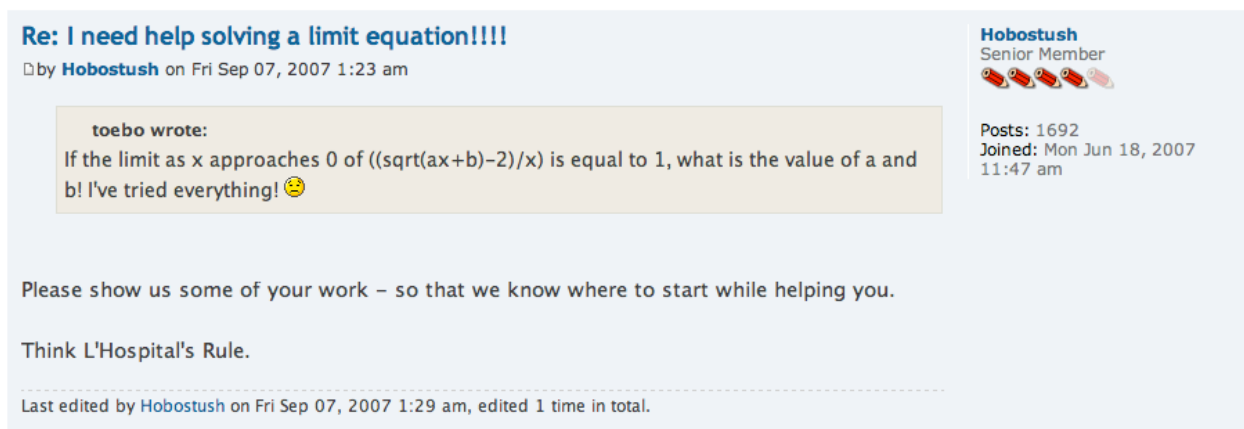 Re: I need help solving a limit equation!!!!
by Hobostush on Fri Sep 07, 2007 1:23 am
toebo wrote:
If the limit as x approaches 0 of ((sqrt(ax+b)–2)/x) is equal to 1, what is the value of a and
b! I've tried everything!
Please show us some of your work – so that we know where to start while helping you.
Think L'Hospital's Rule.
Last edited by Hobostush on Fri Sep 07, 2007 1:29 am, edited 1 time in total.
Hobostush
Senior Member
Posts: 1692
Joined: Mon Jun 18, 2007
11:47 am